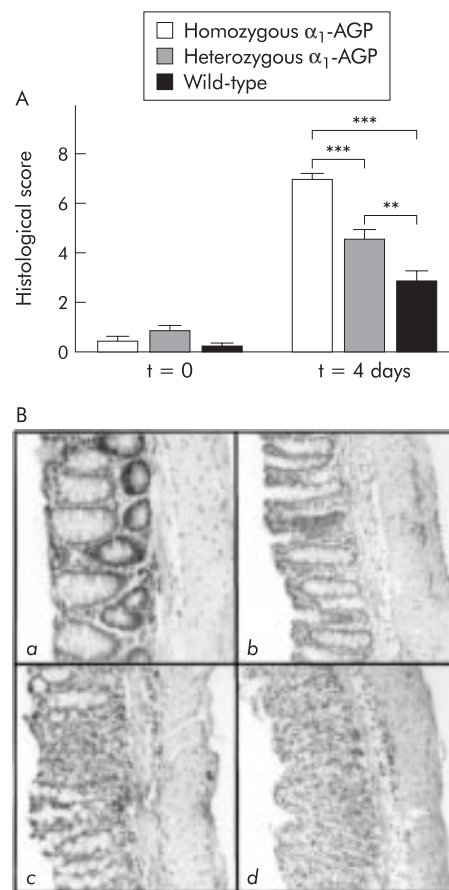 Homozygous α₁-AGP
Heterozygous α₁-AGP
Wild-type
A
Histological score
8
6
4
2
0
***
***
**
t = 0
t = 4 days
B
a
b
c
d